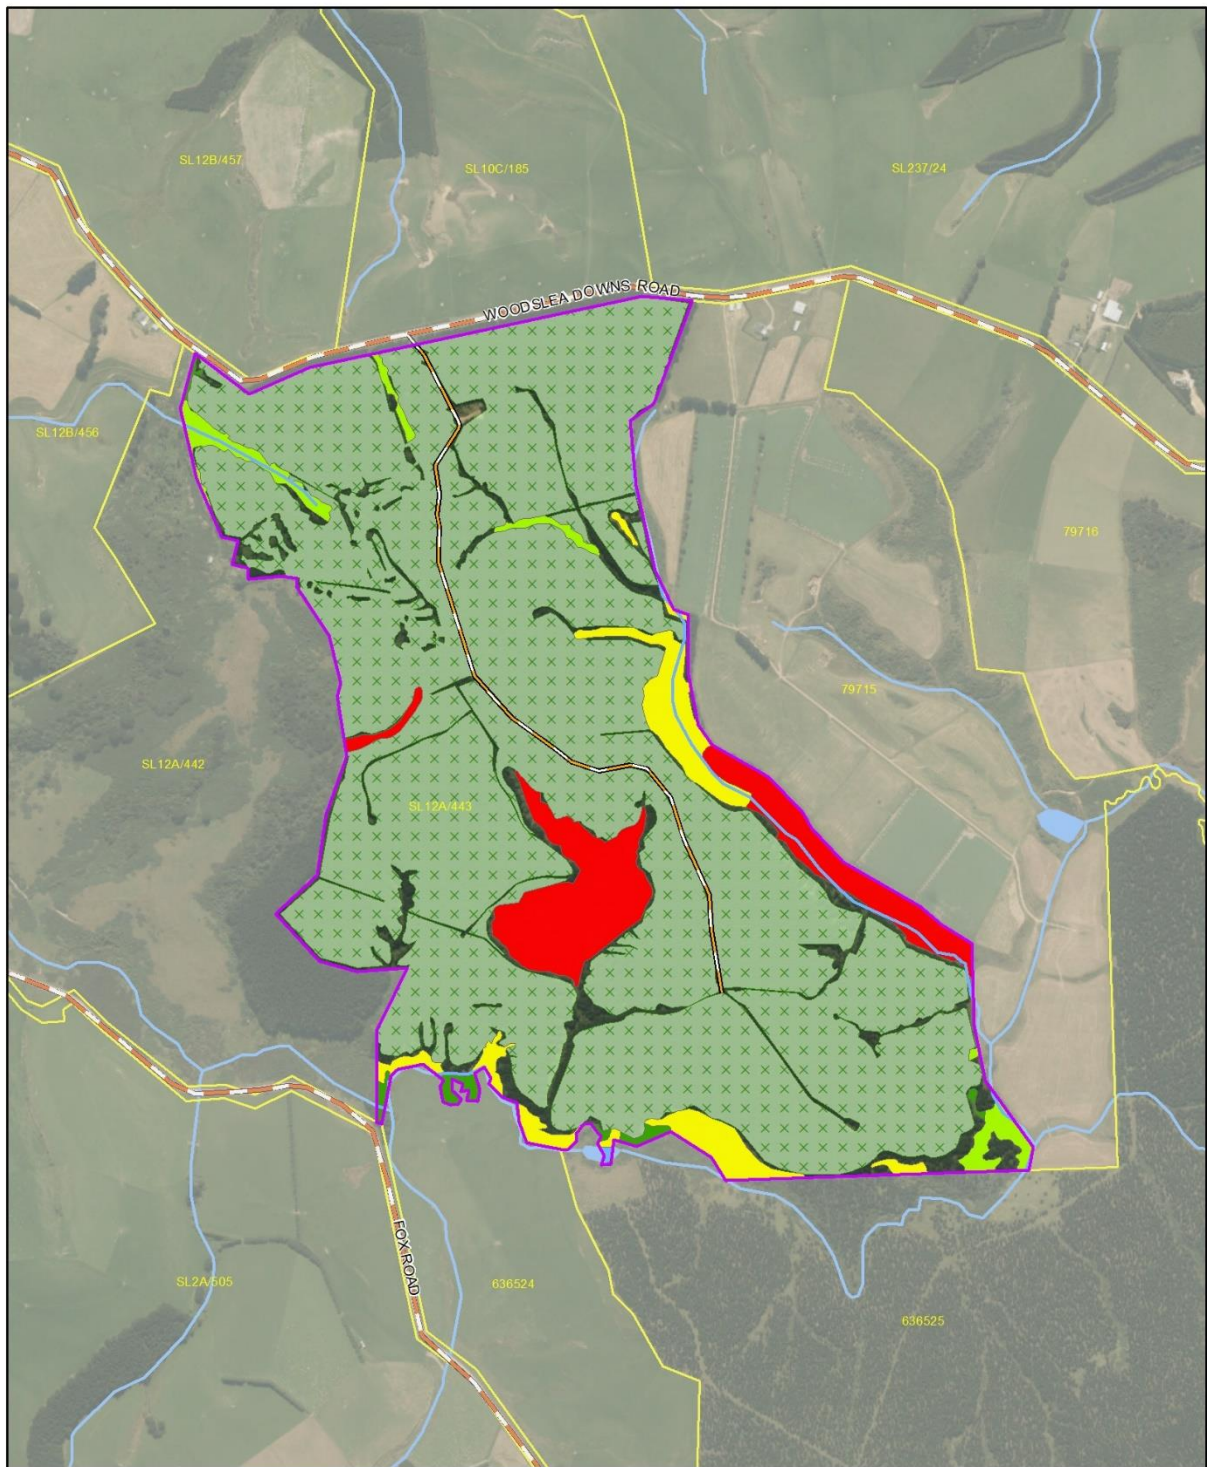 SL12B/457
SL10C/185
SL237/24
WOODSLEA DOWNS ROAD
SL12B/456
79716
79715
SL12A/442
SL12A/443
FOX ROAD
SL2A/505
636524
636525